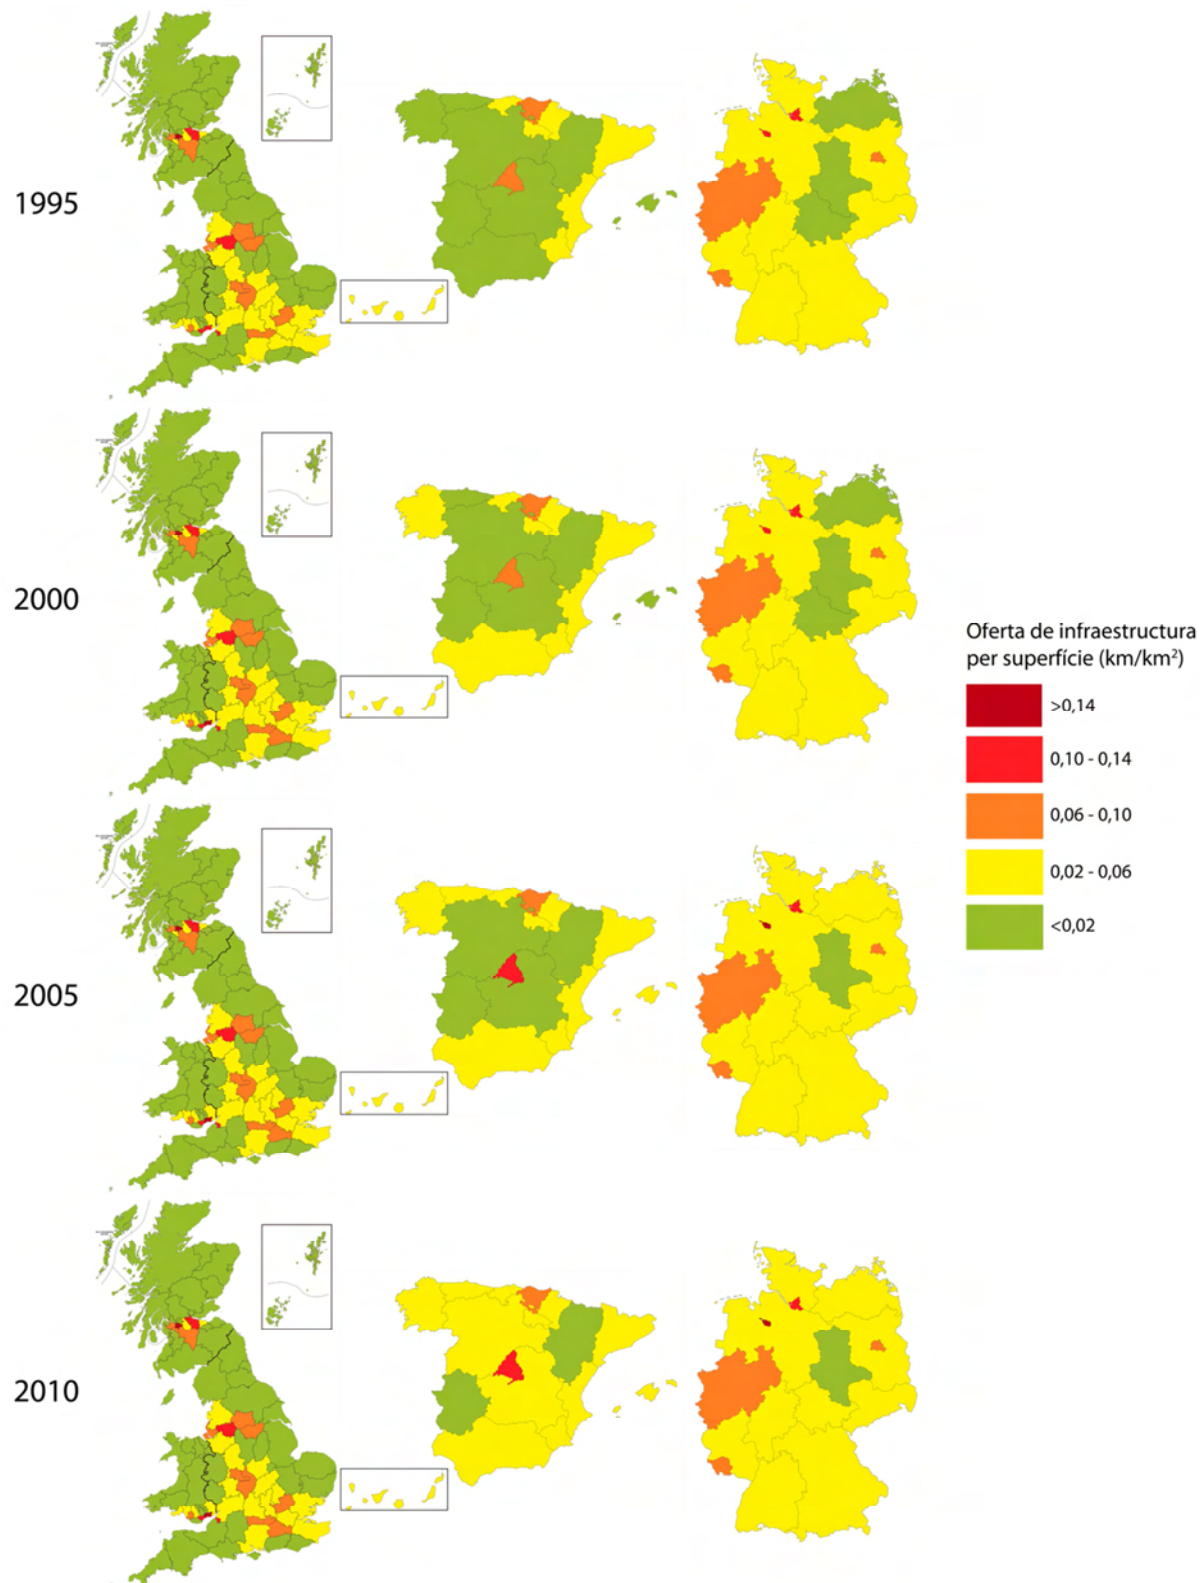 1995
2000
Oferta de infraestructura
per superfície (km/km²)
>0,14
0,10 - 0,14
0,06 - 0,10
0,02 - 0,06
<0,02
2005
2010